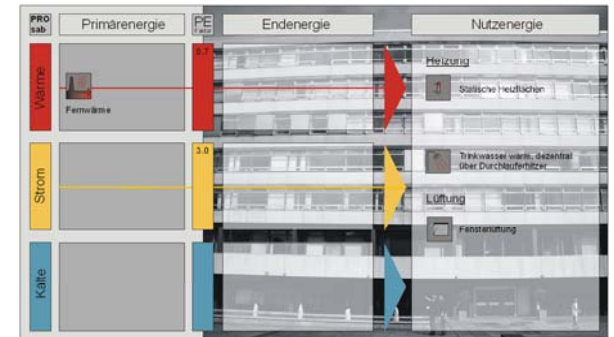 PRO
sab
Primärenergie
PE
Faktor
Endenergie
Nutzenergie
Wärme
Fernwärme
0.7
Heizung
Statische Heizflächen
Strom
3.0
Trinkwasser warm, dezentral
über Durchlauferhitzer
Lüftung
Fensterlüftung
Kälte